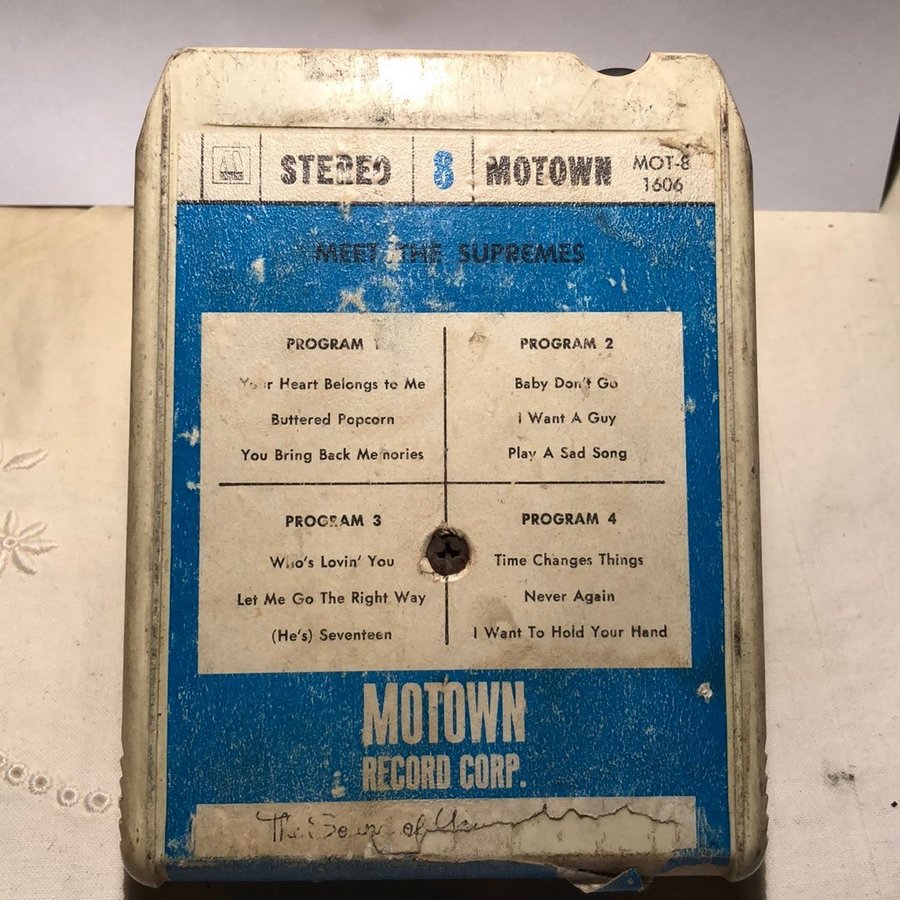 STEREO 8 MOTOWN MOT-8 1606
MEET THE SUPREMES
PROGRAM 1
Your Heart Belongs to Me
Buttered Popcorn
You Bring Back Memories
PROGRAM 2
Baby Don't Go
I Want A Guy
Play A Sad Song
PROGRAM 3
Who's Lovin' You
Let Me Go The Right Way
(He's) Seventeen
PROGRAM 4
Time Changes Things
Never Again
I Want To Hold Your Hand
MOTOWN
RECORD CORP.
The of